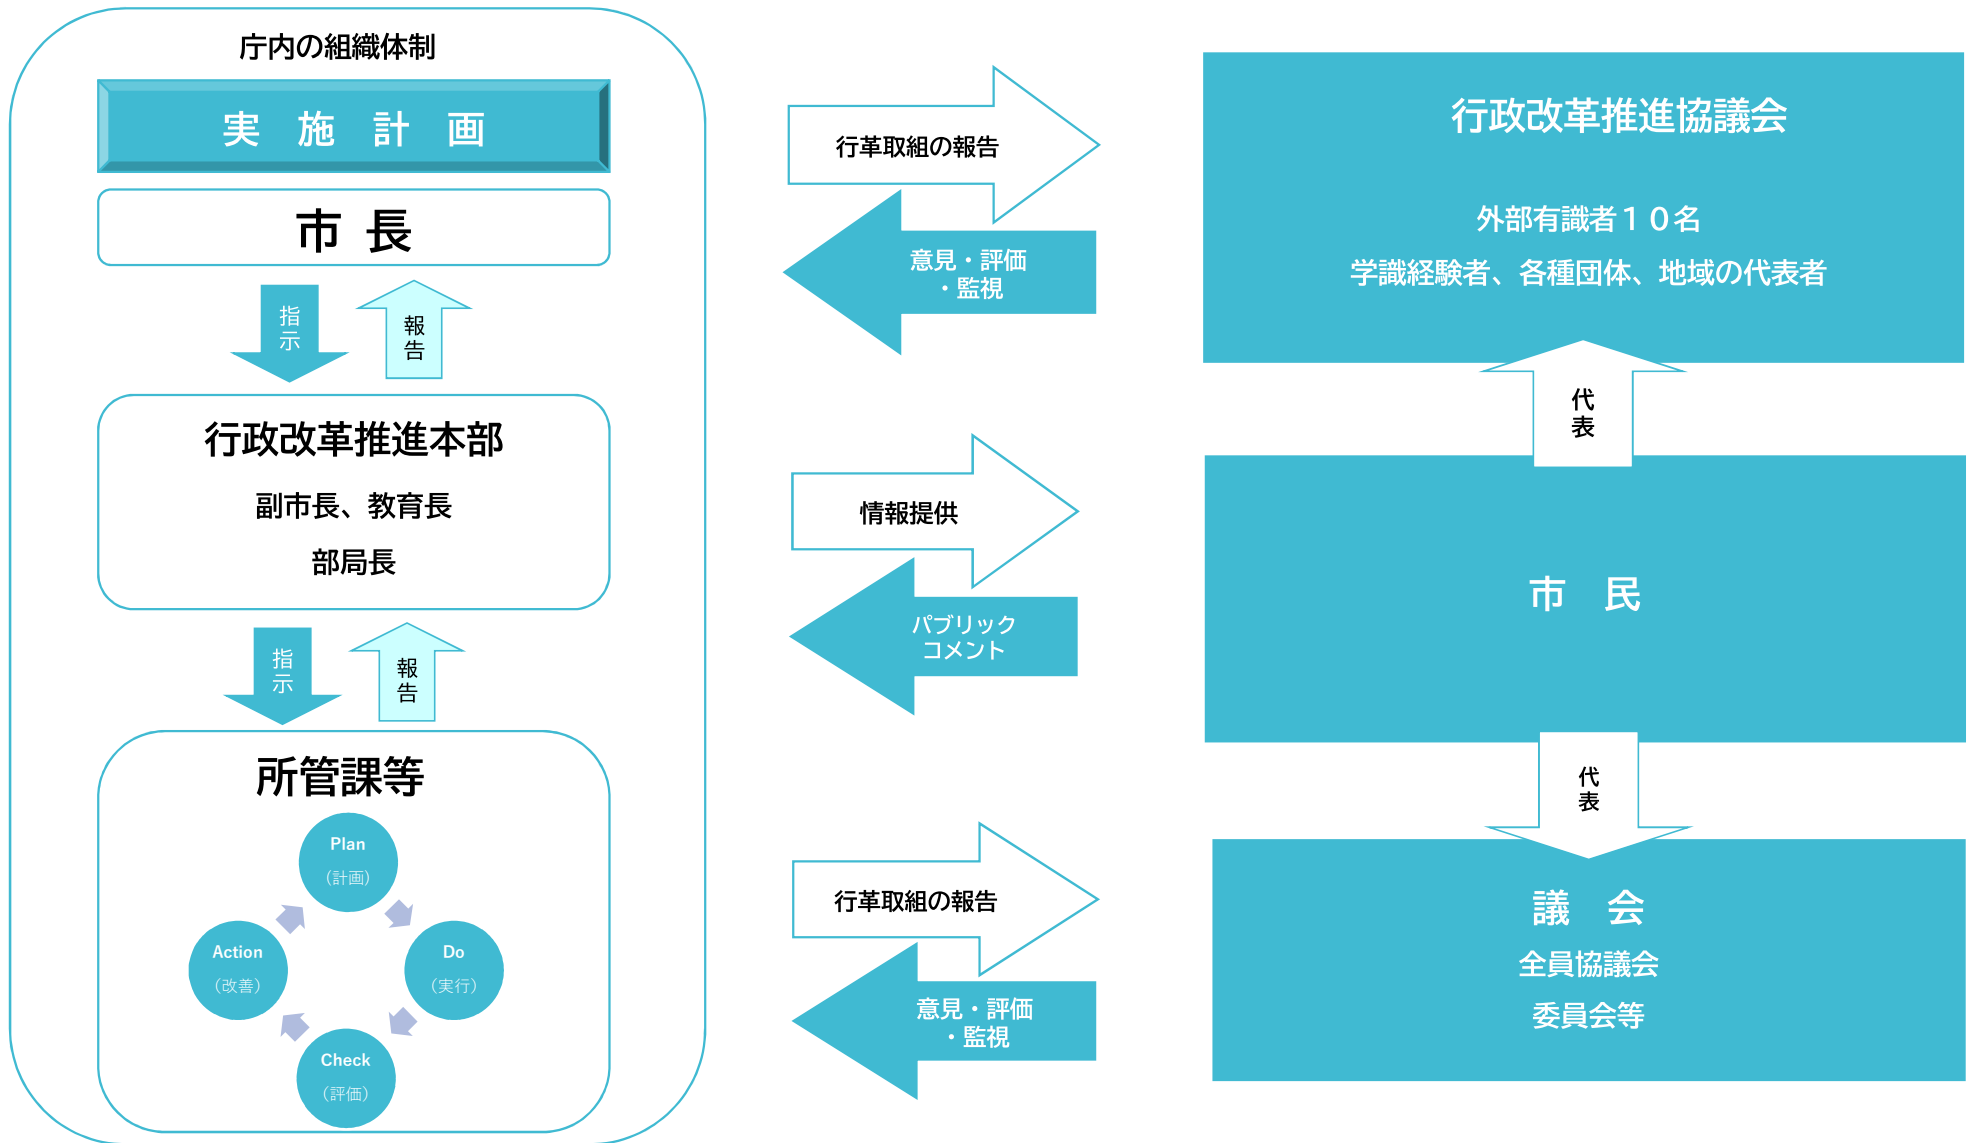 庁内の組織体制
実　施　計　画
市 長
指
示
報
告
行政改革推進本部
副市長、教育長
部局長
指
示
報
告
所管課等
Plan
（計画）
Do
（実行）
Check
（評価）
Action
（改善）
行革取組の報告
意見・評価
・監視
情報提供
パブリック
コメント
行革取組の報告
意見・評価
・監視
行政改革推進協議会
外部有識者１０名
学識経験者、各種団体、地域の代表者
代
表
市　民
代
表
議　会
全員協議会
委員会等